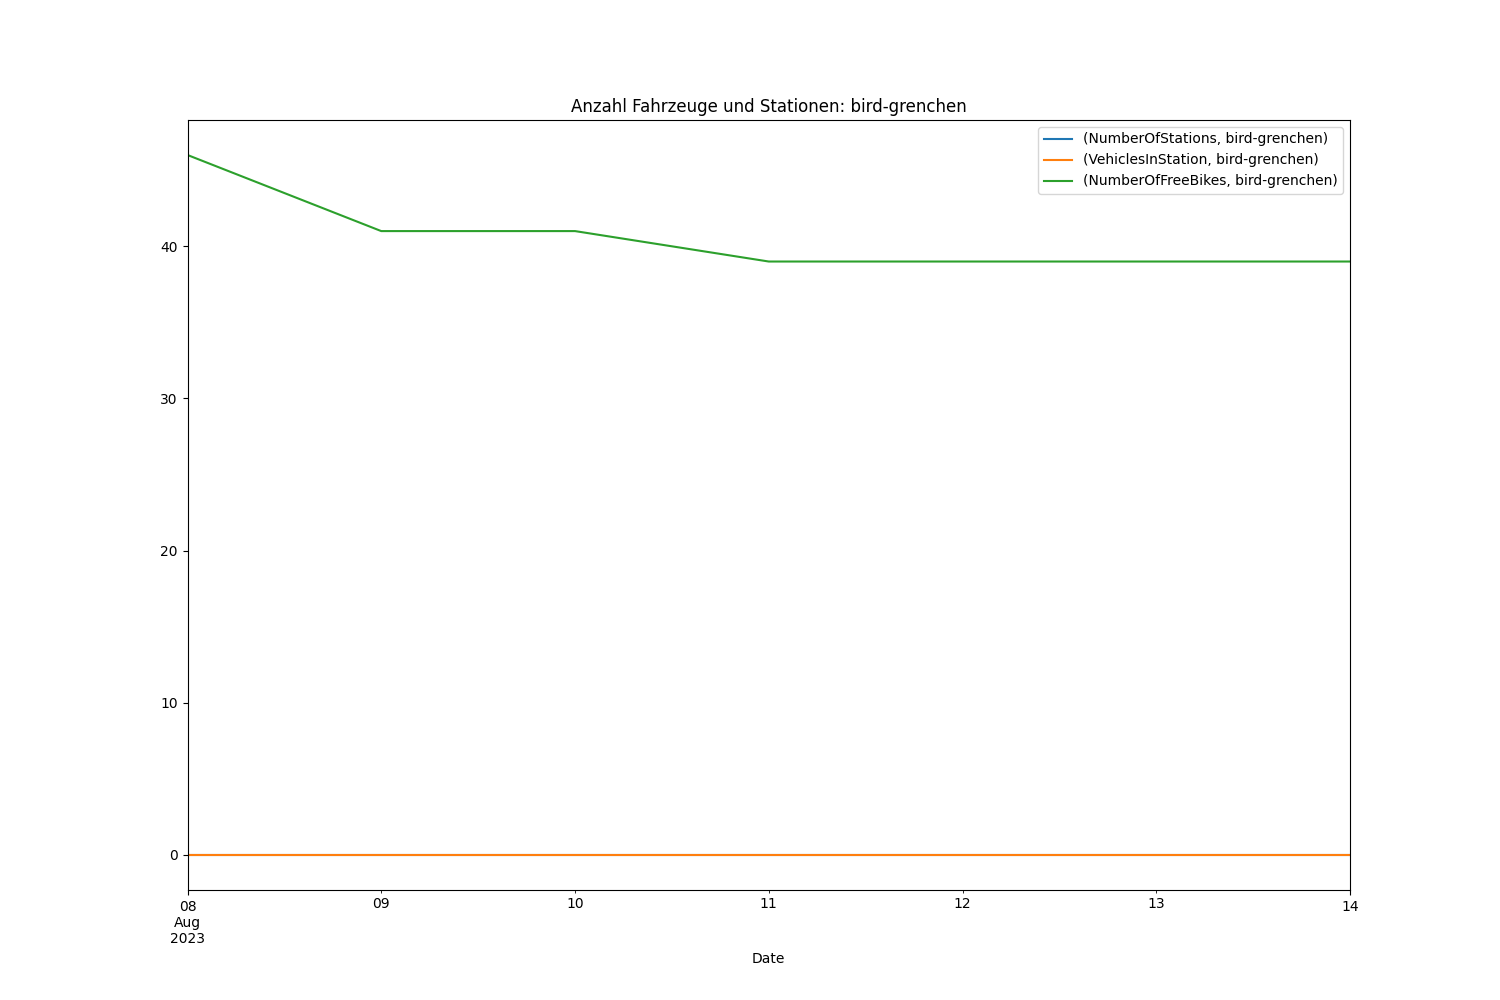 Anzahl Fahrzeuge und Stationen: bird-grenchen
(NumberOfStations, bird-grenchen)
(VehiclesInStation, bird-grenchen)
(NumberOfFreeBikes, bird-grenchen)
40
30
20
10
0
08 09 10 11 12 13 14
Aug
2023
Date